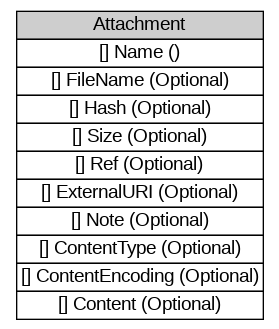 Attachment
[] Name ()
[] FileName (Optional)
[] Hash (Optional)
[] Size (Optional)
[] Ref (Optional)
[] ExternalURI (Optional)
[] Note (Optional)
[] ContentType (Optional)
[] ContentEncoding (Optional)
[] Content (Optional)